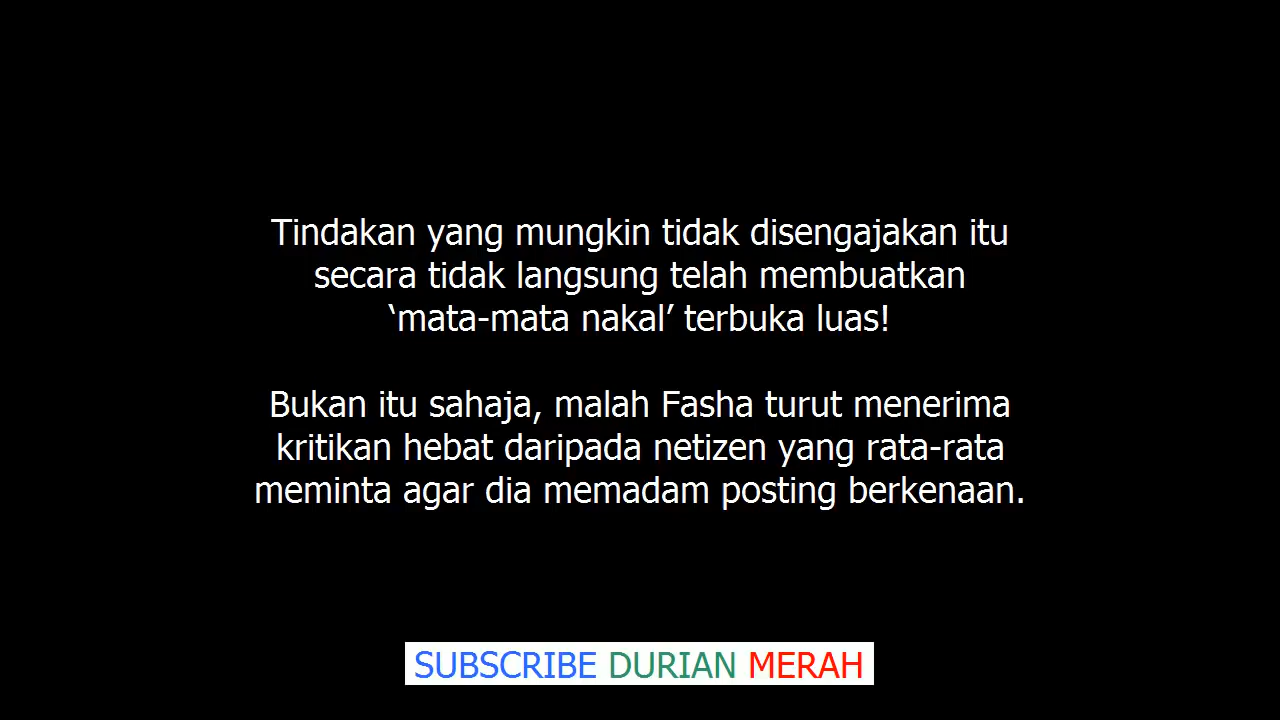 Tindakan yang mungkin tidak disengajakan itu
secara tidak langsung telah membuatkan
‘mata-mata nakal’ terbuka luas!
Bukan itu sahaja, malah Fasha turut menerima
kritikan hebat daripada netizen yang rata-rata
meminta agar dia memadam posting berkenaan.
SUBSCRIBE DURIAN MERAH